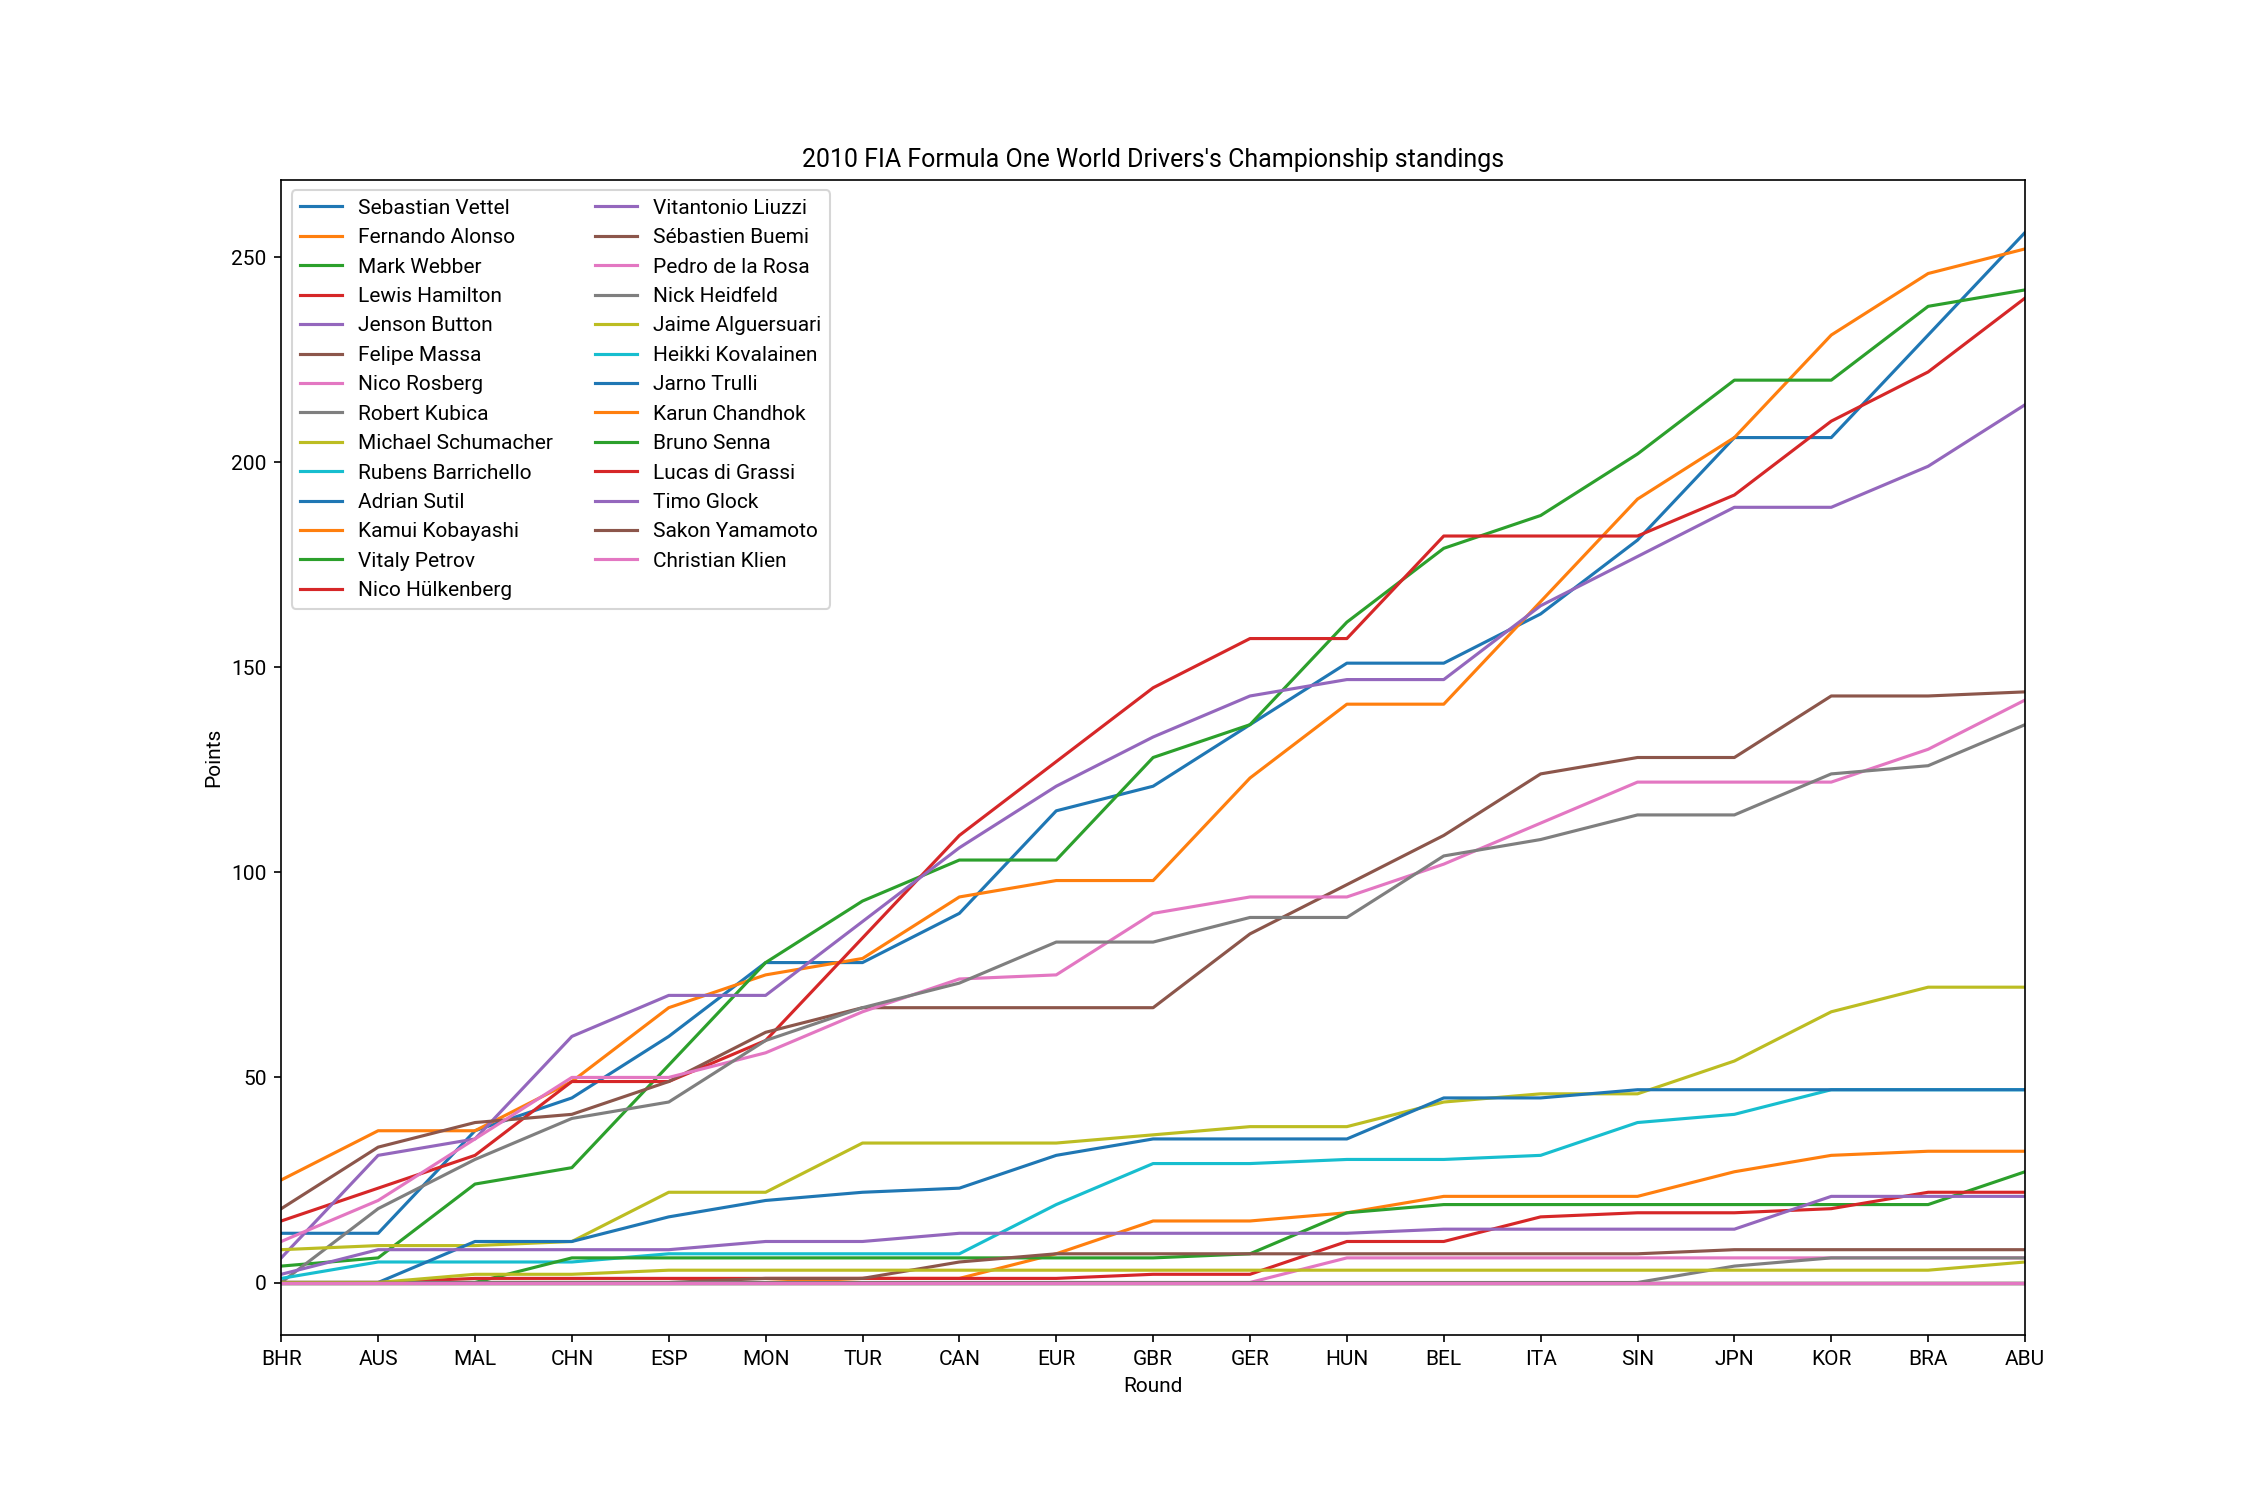 2010 FIA Formula One World Drivers's Championship standings
Sebastian Vettel
Fernando Alonso
Mark Webber
Lewis Hamilton
Jenson Button
Felipe Massa
Nico Rosberg
Robert Kubica
Michael Schumacher
Rubens Barrichello
Adrian Sutil
Kamui Kobayashi
Vitaly Petrov
Nico Hülkenberg
Vitantonio Liuzzi
Sébastien Buemi
Pedro de la Rosa
Nick Heidfeld
Jaime Alguersuari
Heikki Kovalainen
Jarno Trulli
Karun Chandhok
Bruno Senna
Lucas di Grassi
Timo Glock
Sakon Yamamoto
Christian Klien
Points
250
200
150
100
50
0
BHR AUS MAL CHN ESP MON TUR CAN EUR GBR GER HUN BEL ITA SIN JPN KOR BRA ABU
Round